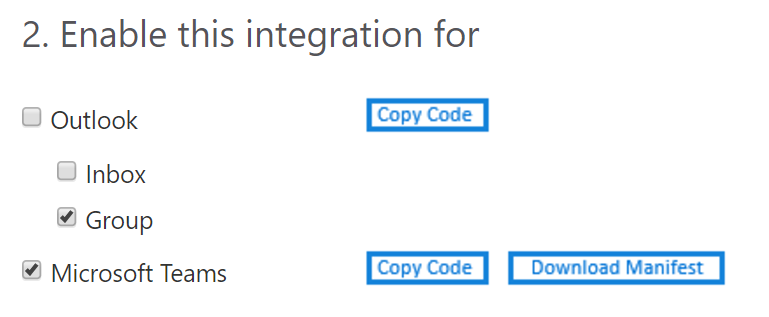 2. Enable this integration for
Outlook Copy Code
Inbox
Group
Microsoft Teams Copy Code Download Manifest